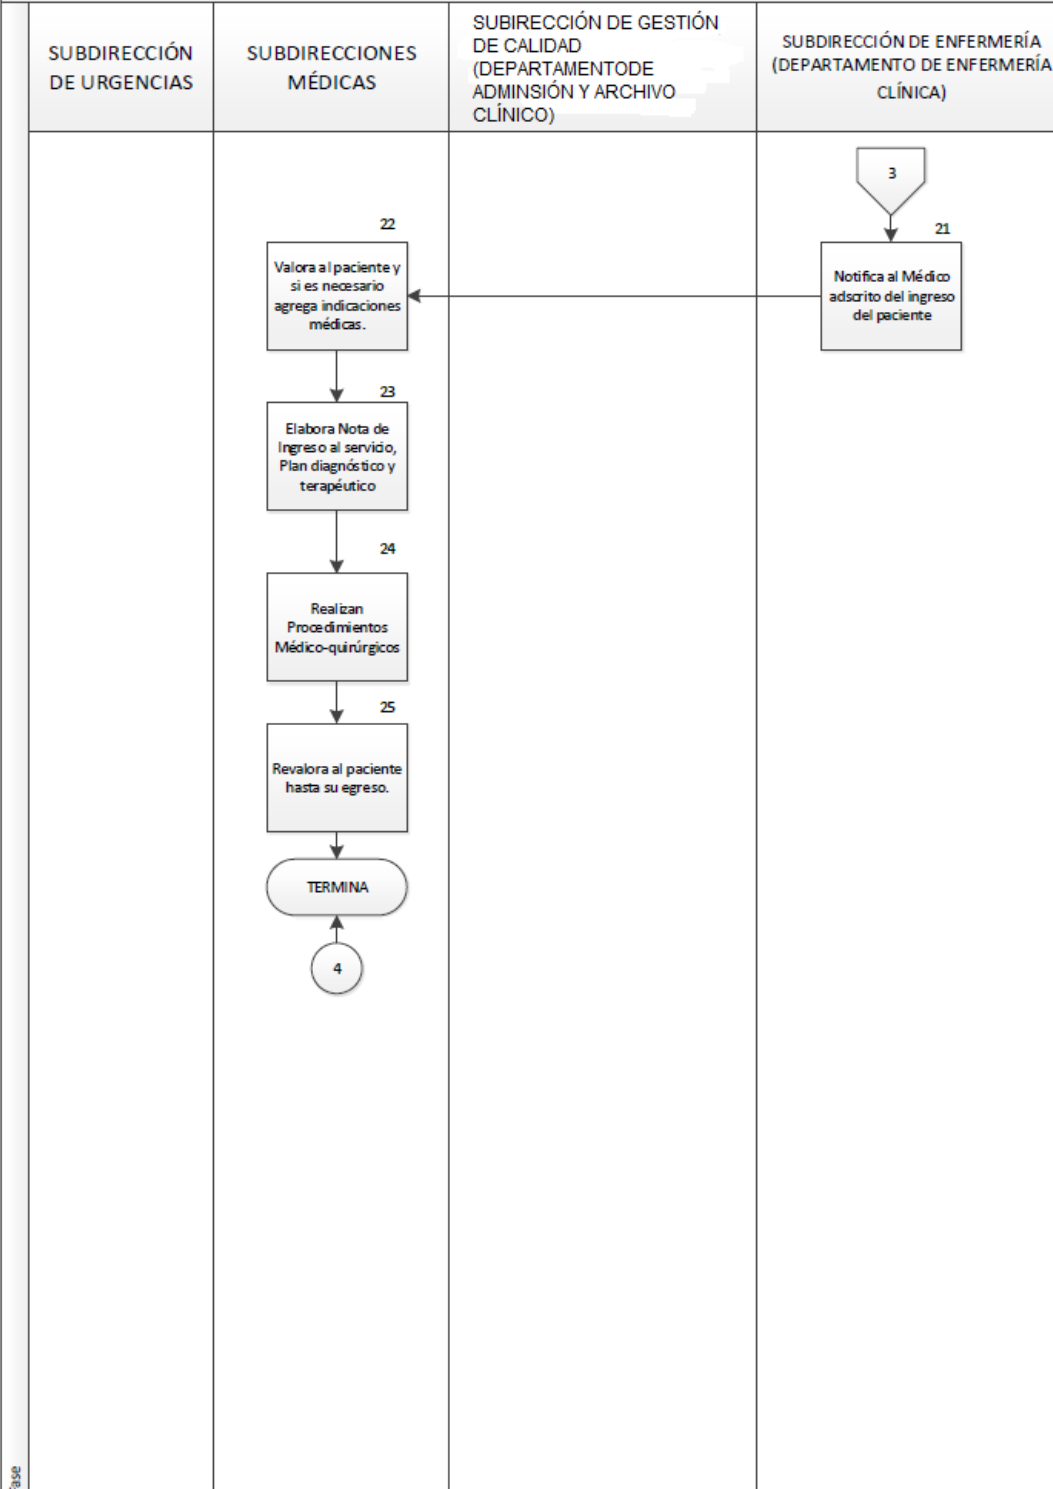 SUBDIRECCIÓN
DE URGENCIAS
SUBDIRECCIONES
MÉDICAS
SUBIRECCIÓN DE GESTIÓN
DE CALIDAD
(DEPARTAMENTODE
ADMINSIÓN Y ARCHIVO
CLÍNICO)
SUBDIRECCIÓN DE ENFERMERÍA
(DEPARTAMENTO DE ENFERMERÍA
CLÍNICA)
3
21
Notifica al Médico
adscrito del ingreso
del paciente
22
Valora al paciente y
si es necesario
agrega indicaciones
médicas.
23
Elabora Nota de
Ingreso al servicio,
Plan diagnóstico y
terapéutico
24
Realizan
Procedimientos
Médico-quirúrgicos
25
Revalora al paciente
hasta su egreso.
TERMINA
4
Fase